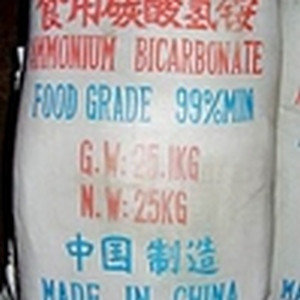 食用碳酸氢铵
AMMONIUM BICARBONATE
FOOD GRADE 99%MIN
G.W: 25.1KG
N.W: 25KG
中国制造
MADE IN CHINA